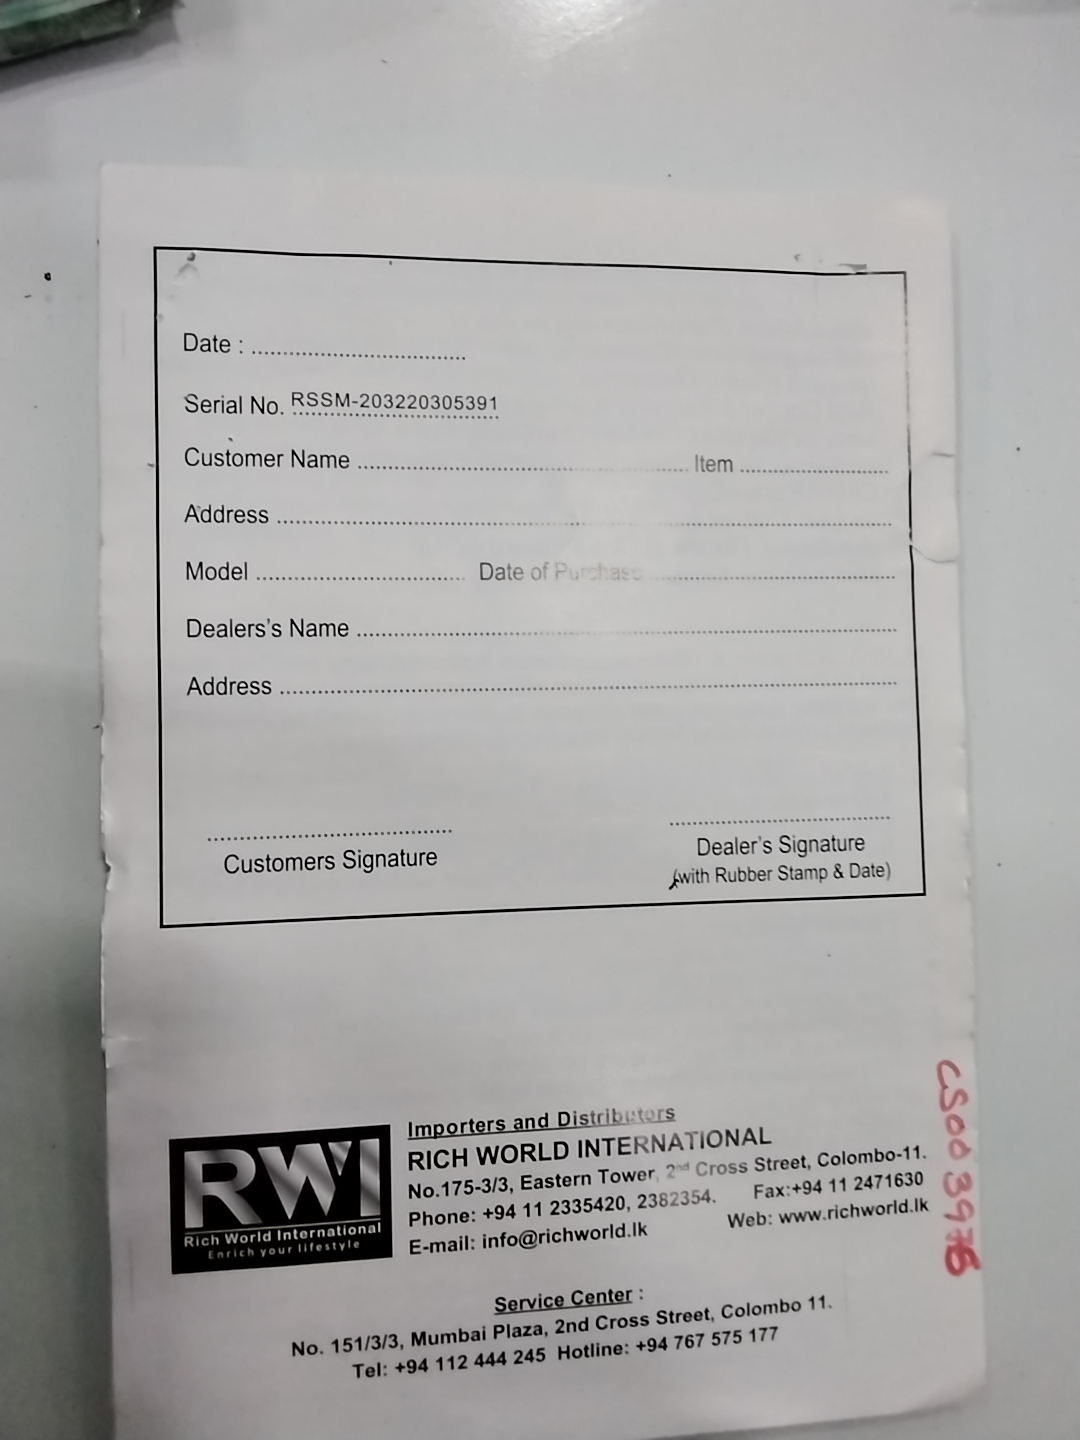 Date : ....................................
Serial No. RSSM-203220305391
Customer Name .................................................. Item .........................
Address ..........................................................................................
Model ................................... Date of Purchase .........................................
Dealers's Name ..............................................................................
Address ..........................................................................................
Customers Signature
Dealer's Signature
(with Rubber Stamp & Date)
RWI
Rich World International
Enrich your lifestyle
Importers and Distributors
RICH WORLD INTERNATIONAL
No.175-3/3, Eastern Tower, 2nd Cross Street, Colombo-11.
Phone: +94 11 2335420, 2382354. Fax:+94 11 2471630
E-mail: info@richworld.lk Web: www.richworld.lk
Service Center :
No. 151/3/3, Mumbai Plaza, 2nd Cross Street, Colombo 11.
Tel: +94 112 444 245 Hotline: +94 767 575 177